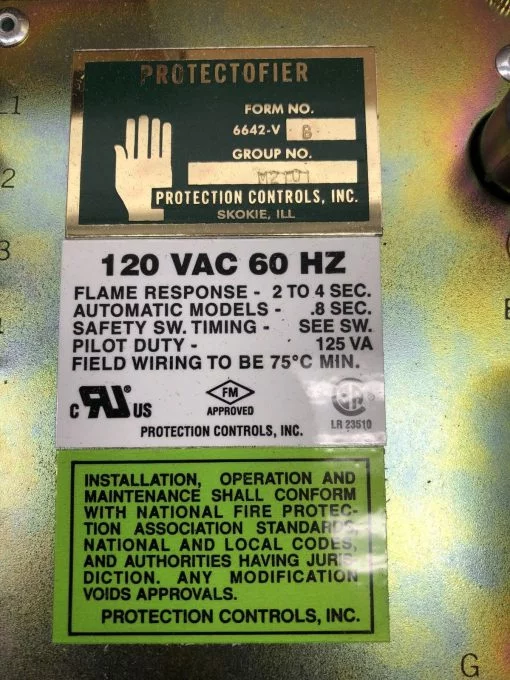 PROTECTOFIER
FORM NO.
6642-V B
GROUP NO.
PROTECTION CONTROLS, INC.
SKOKIE, ILL
120 VAC 60 HZ
FLAME RESPONSE - 2 TO 4 SEC.
AUTOMATIC MODELS - .8 SEC.
SAFETY SW. TIMING - SEE SW.
PILOT DUTY - 125 VA
FIELD WIRING TO BE 75°C MIN.
c RU® US
FM
APPROVED
LR 23510
PROTECTION CONTROLS, INC.
INSTALLATION, OPERATION AND
MAINTENANCE SHALL CONFORM
WITH NATIONAL FIRE PROTEC-
TION ASSOCIATION STANDARDS,
NATIONAL AND LOCAL CODES,
AND AUTHORITIES HAVING JURIS-
DICTION. ANY MODIFICATION
VOIDS APPROVALS.
PROTECTION CONTROLS, INC.
11
2
3
G